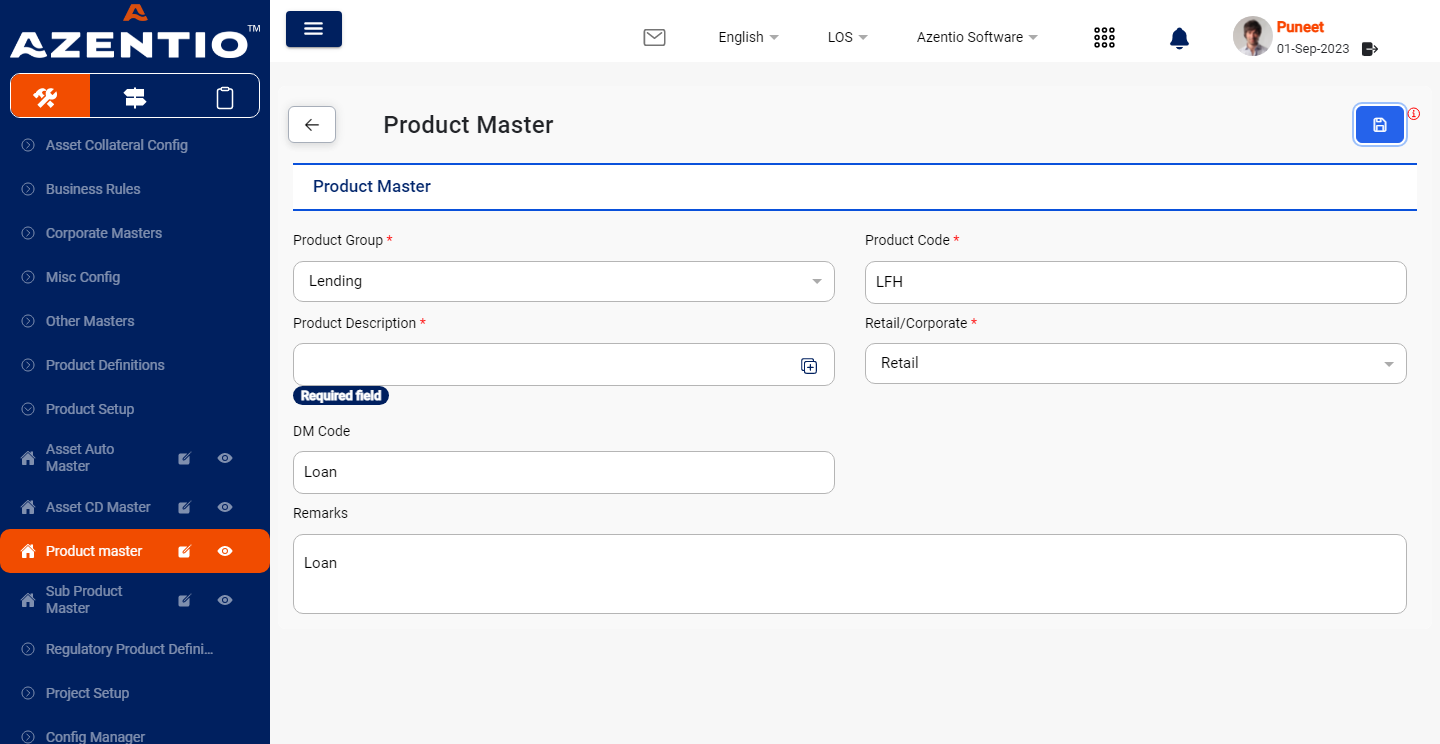 AZENTIO™
English
LOS
Azentio Software
Puneet
01-Sep-2023
Asset Collateral Config
Business Rules
Corporate Masters
Misc Config
Other Masters
Product Definitions
Product Setup
Asset Auto
Master
Asset CD Master
Product master
Sub Product
Master
Regulatory Product Defini...
Project Setup
Config Manager
Product Master
Product Master
Product Group *
Product Code *
Lending
LFH
Product Description *
Retail/Corporate *
Retail
Required field
DM Code
Loan
Remarks
Loan